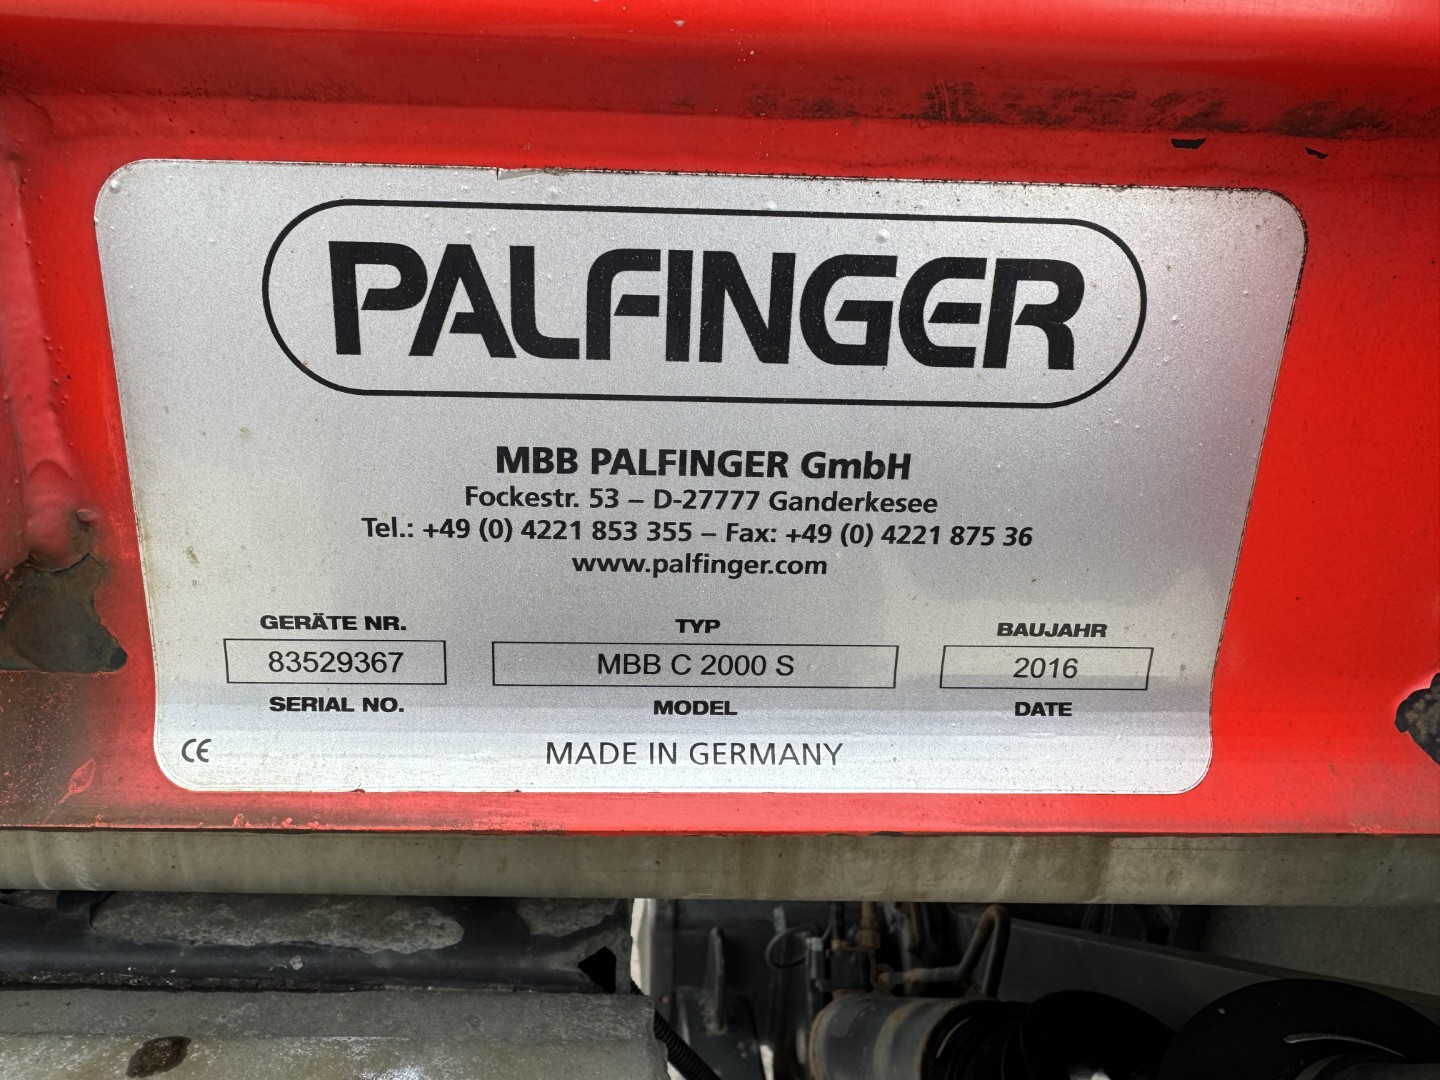 PALFINGER
MBB PALFINGER GmbH
Fockestr. 53 – D-27777 Ganderkesee
Tel.: +49 (0) 4221 853 355 – Fax: +49 (0) 4221 875 36
www.palfinger.com
GERÄTE NR. TYP BAUJAHR
83529367 MBB C 2000 S 2016
SERIAL NO. MODEL DATE
CE MADE IN GERMANY